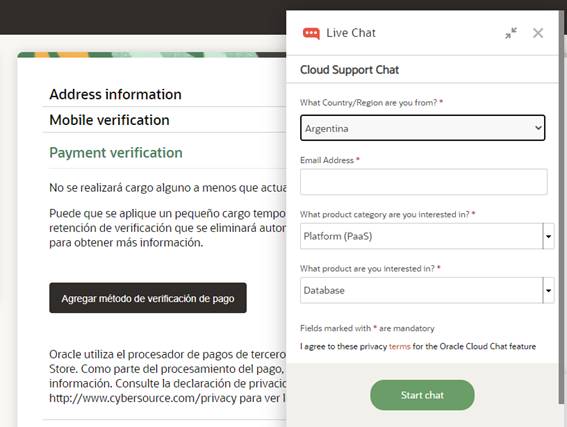 Address information
Mobile verification
Payment verification
No se realizará cargo alguno a menos que actua
Puede que se aplique un pequeño cargo tempo
retención de verificación que se eliminará autor
para obtener más información.
Agregar método de verificación de pago
Oracle utiliza el procesador de pagos de tercero
Store. Como parte del procesamiento del pago,
información. Consulte la declaración de privacid
http://www.cybersource.com/privacy para ver l
Live Chat
Cloud Support Chat
What Country/Region are you from? *
Argentina
Email Address *
What product category are you interested in? *
Platform (PaaS)
What product are you interested in? *
Database
Fields marked with * are mandatory
I agree to these privacy terms for the Oracle Cloud Chat feature
Start chat